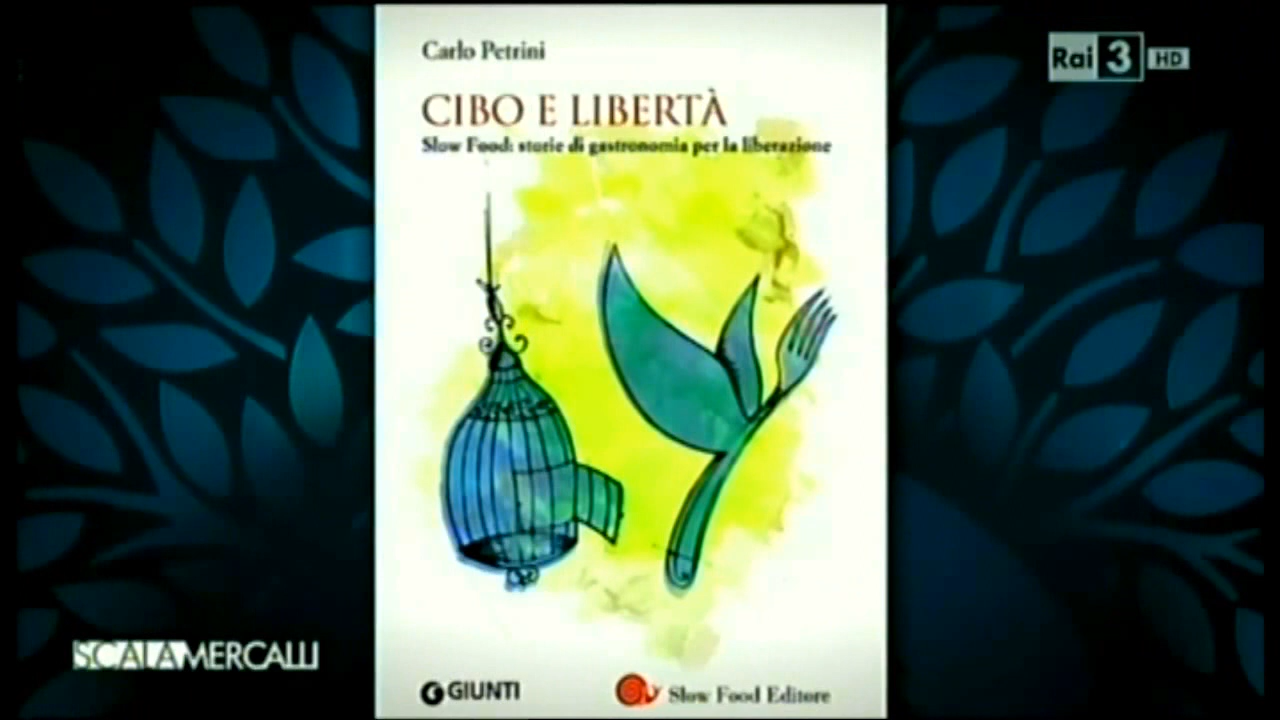 Carlo Petrini
CIBO E LIBERTÀ
Slow Food: storie di gastronomia per la liberazione
Rai 3 HD
SCALAMERCALLI
GIUNTI
Slow Food Editore